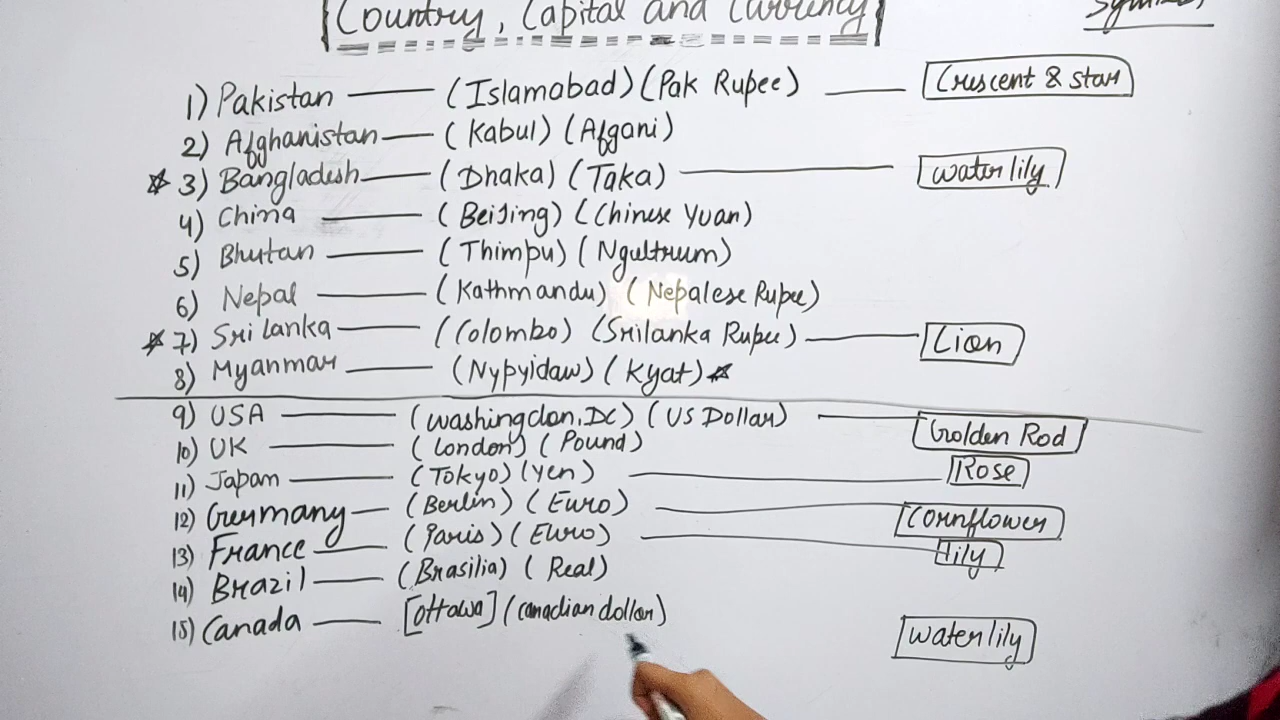 Country, Capital and Currency
1) Pakistan (Islamabad) (Pak Rupee) Crescent & star
2) Afghanistan (Kabul) (Afgani)
3) Bangladesh (Dhaka) (Taka) water lily
4) China (BeiJing) (Chinese Yuan)
5) Bhutan (Thimpu) (Ngultrum)
6) Nepal (Kathmandu) (Nepalese Rupee)
7) Sri lanka (Colombo) (Srilanka Rupee) Lion
8) Myanmar (Nypyidaw) (Kyat)
9) USA (washingdon, DC) (US Dollar) Golden Rod
10) UK (London) (Pound)
11) Japan (Tokyo) (Yen) Rose
12) Germany (Berlin) (Euro) Cornflower
13) France (Paris) (Euro) lily
14) Brazil (Brasilia) (Real)
15) Canada [ottawa] (canadian dollar) water lily